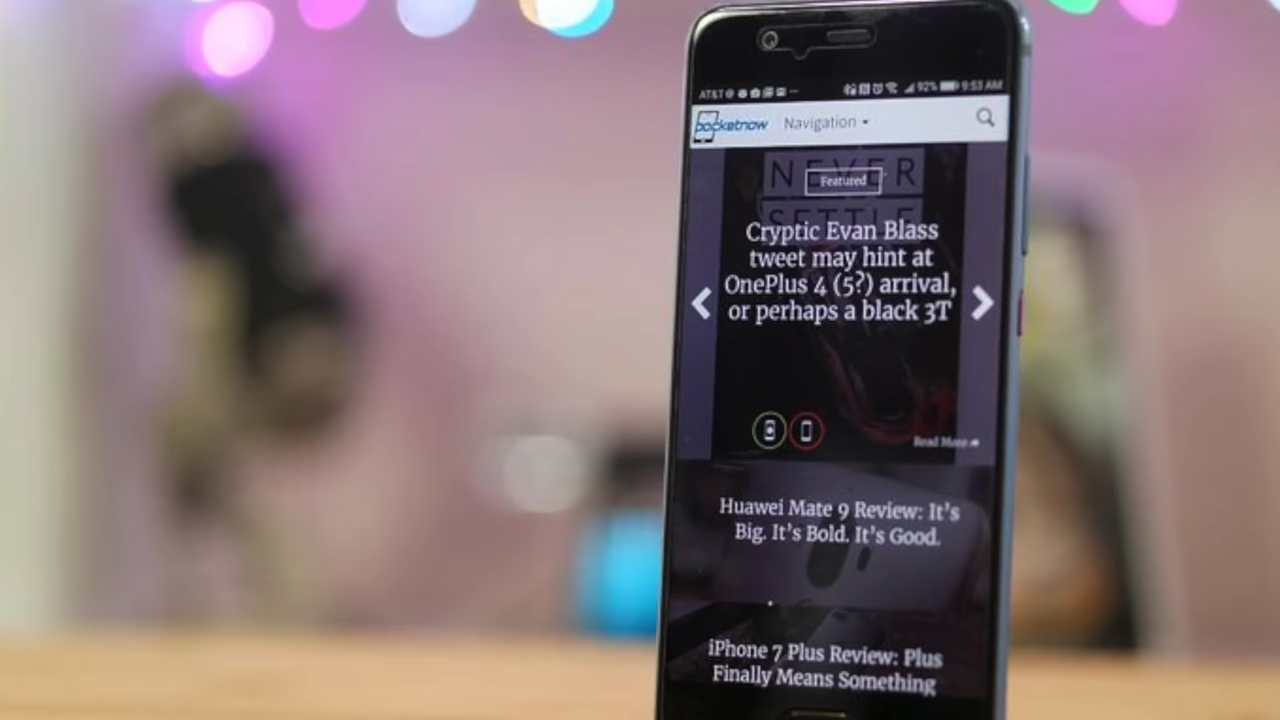 AT&T 92% 9:53 AM
pocketnow Navigation
NEVER
Featured
SETTLE
Cryptic Evan Blass
tweet may hint at
OnePlus 4 (5?) arrival,
or perhaps a black 3T
Read More
Huawei Mate 9 Review: It's
Big. It's Bold. It's Good.
iPhone 7 Plus Review: Plus
Finally Means Something